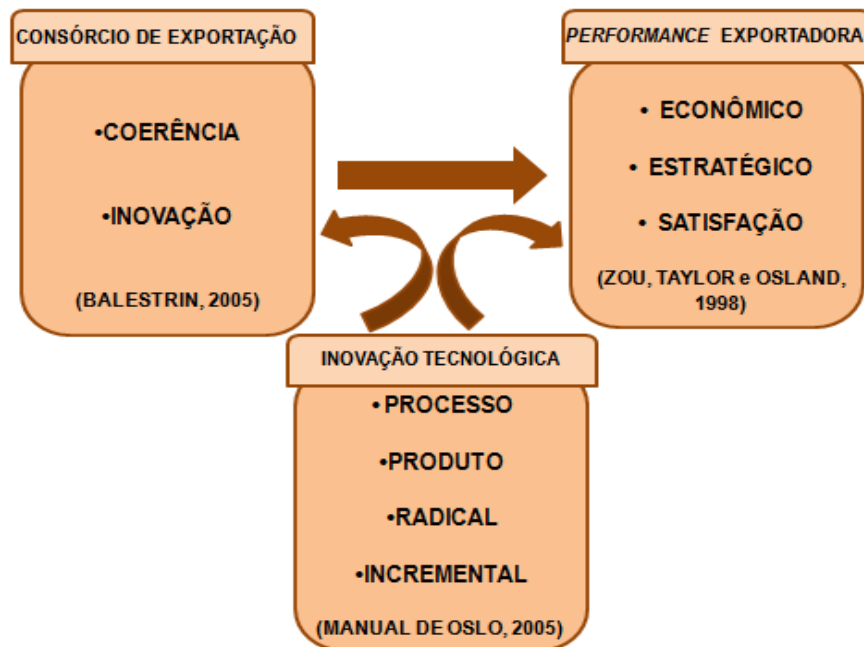 CONSÓRCIO DE EXPORTAÇÃO
•COERÊNCIA
•INOVAÇÃO
(BALESTRIN, 2005)
PERFORMANCE EXPORTADORA
• ECONÔMICO
• ESTRATÉGICO
• SATISFAÇÃO
(ZOU, TAYLOR e OSLAND,
1998)
INOVAÇÃO TECNOLÓGICA
• PROCESSO
•PRODUTO
•RADICAL
•INCREMENTAL
(MANUAL DE OSLO, 2005)